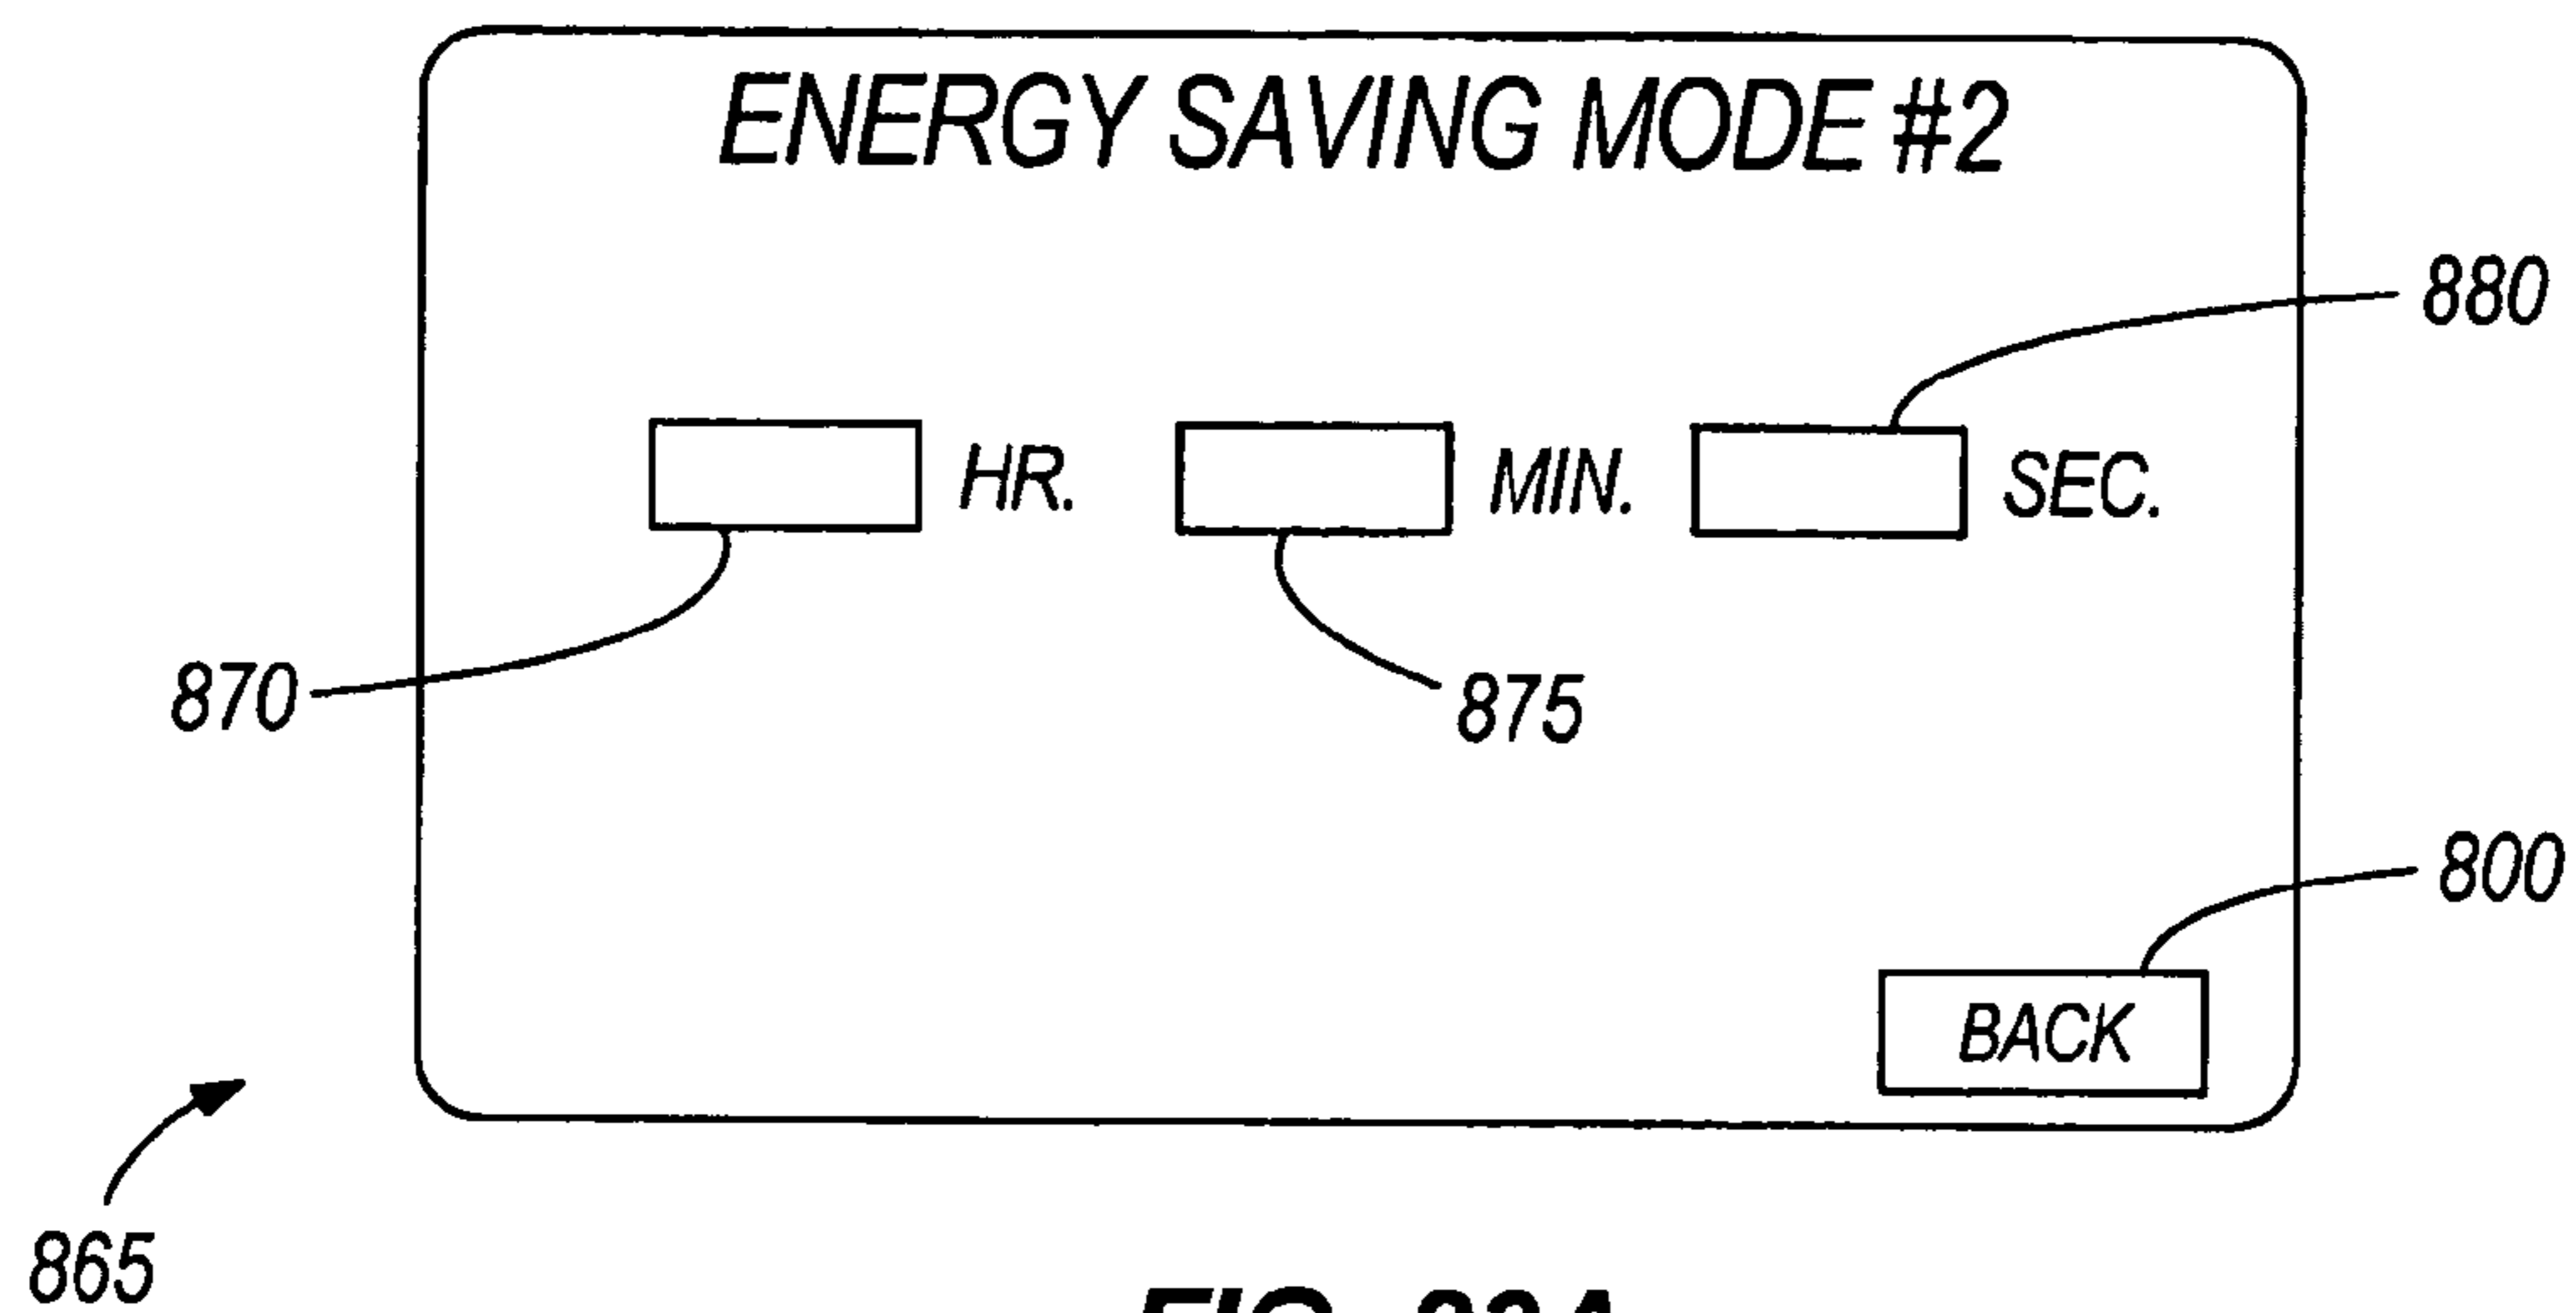 ENERGY SAVING MODE #2
880
HR. MIN. SEC.
870
875
800
BACK
865